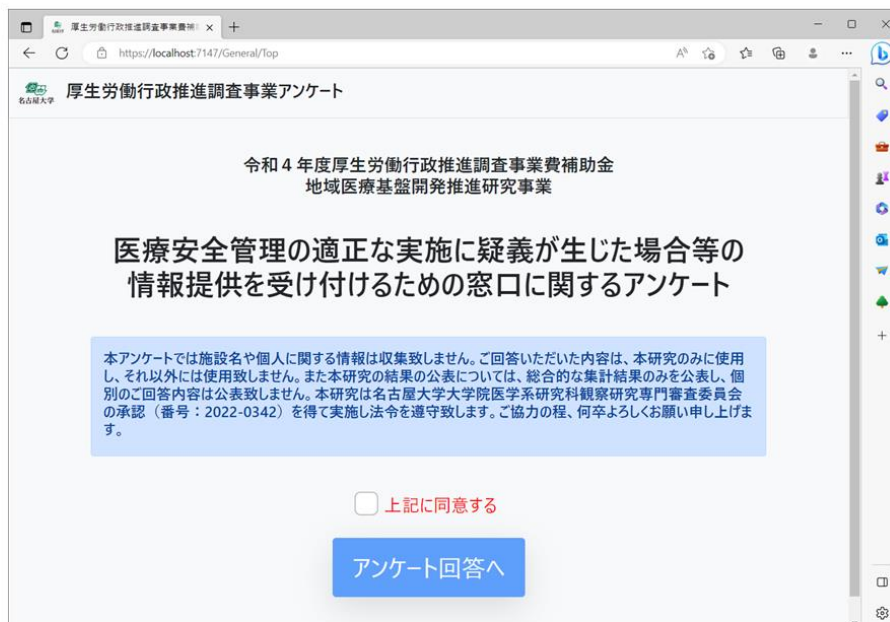 厚生労働行政推進調査事業費補
https://localhost:7147/General/Top
名古屋大学
厚生労働行政推進調査事業アンケート
令和４年度厚生労働行政推進調査事業費補助金
地域医療基盤開発推進研究事業
医療安全管理の適正な実施に疑義が生じた場合等の
情報提供を受け付けるための窓口に関するアンケート
本アンケートでは施設名や個人に関する情報は収集致しません。ご回答いただいた内容は、本研究のみに使用
し、それ以外には使用致しません。また本研究の結果の公表については、総合的な集計結果のみを公表し、個
別のご回答内容は公表致しません。本研究は名古屋大学大学院医学系研究科観察研究専門審査委員会
の承認（番号：2022-0342）を得て実施し法令を遵守致します。ご協力の程、何卒よろしくお願い申し上げま
す。
上記に同意する
アンケート回答へ